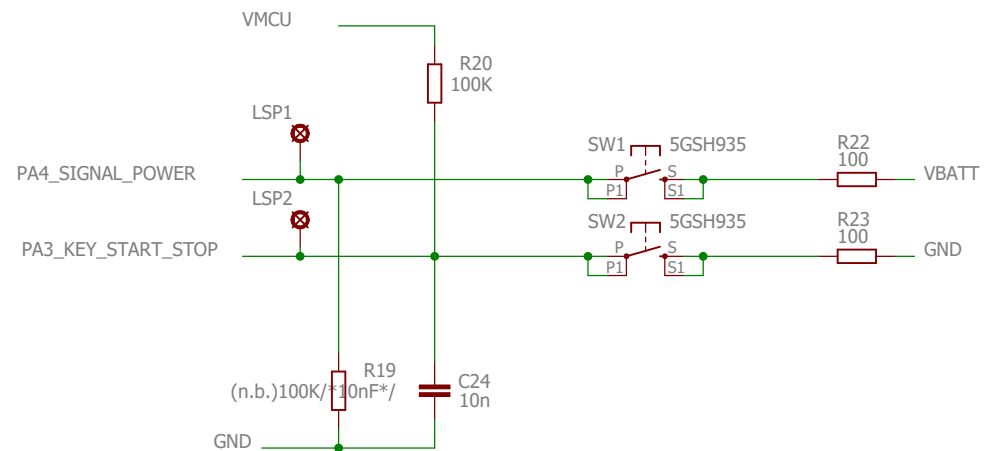 VMCU
R20
100K
LSP1
SW1 5GSH935
R22
100
PA4_SIGNAL_POWER
P S
VBATT
P1 S1
LSP2
SW2 5GSH935
R23
100
PA3_KEY_START_STOP
P S
GND
P1 S1
R19
(n.b.)100K/*10nF*/
C24
10n
GND